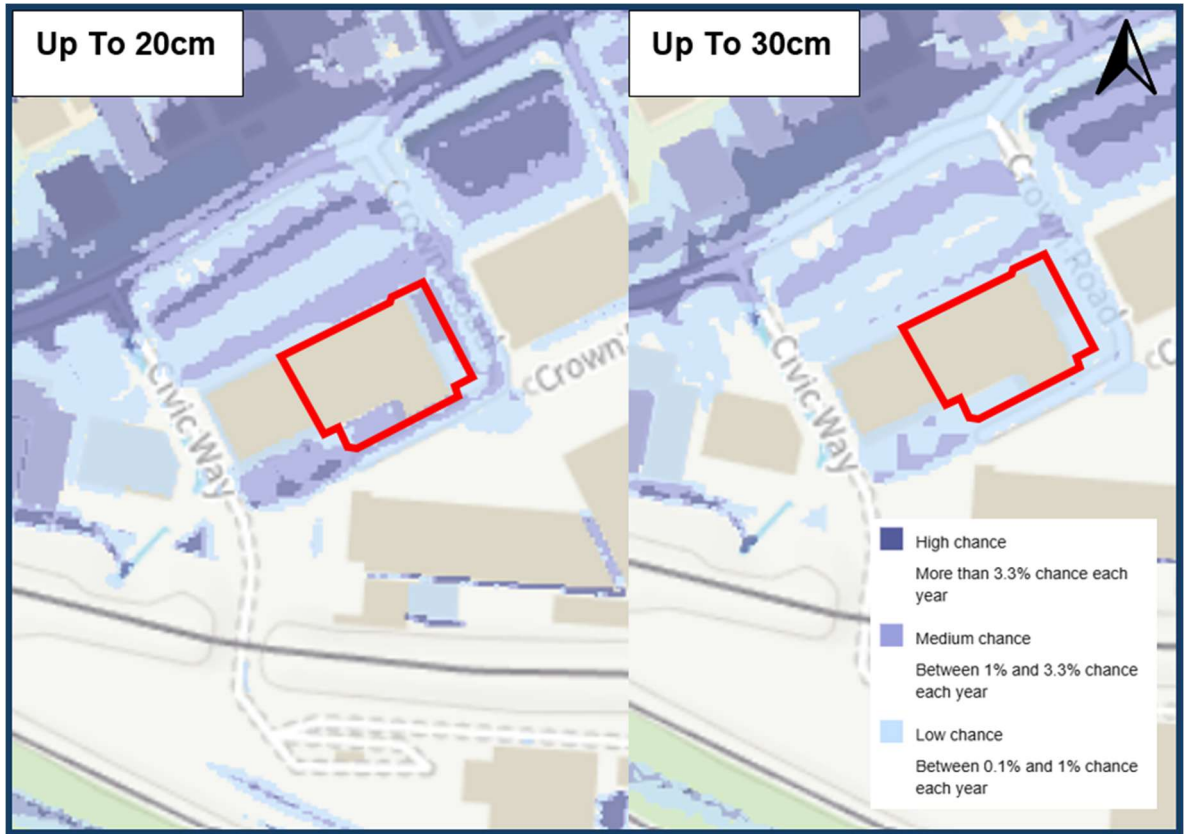 Up To 20cm
Up To 30cm
Crown Road
Civic Way
cCrown
Crown Road
Civic Way
cC
High chance
More than 3.3% chance each
year
Medium chance
Between 1% and 3.3% chance
each year
Low chance
Between 0.1% and 1% chance
each year